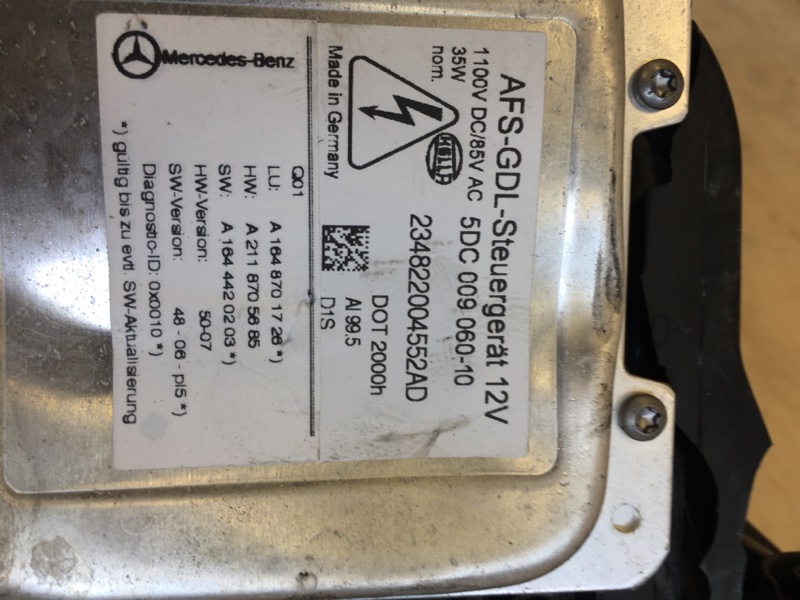 AFS-GDL-Steuergerät 12V
1100V DC/85V AC 5DC 009 060-10
35W
nom.
HELLA
234822004552AD
DOT 2000h
Al 99.5
D1S
Made in Germany
Mercedes-Benz
Q01
LU: A 164 870 17 26 *)
HW: A 211 870 56 85
SW: A 164 442 02 03 *)
HW-Version: 50-07
SW-Version: 48 - 06 - pl5 *)
Diagnostic-ID: 0x0010 *)
*) gültig bis zu evtl. SW-Aktualisierung